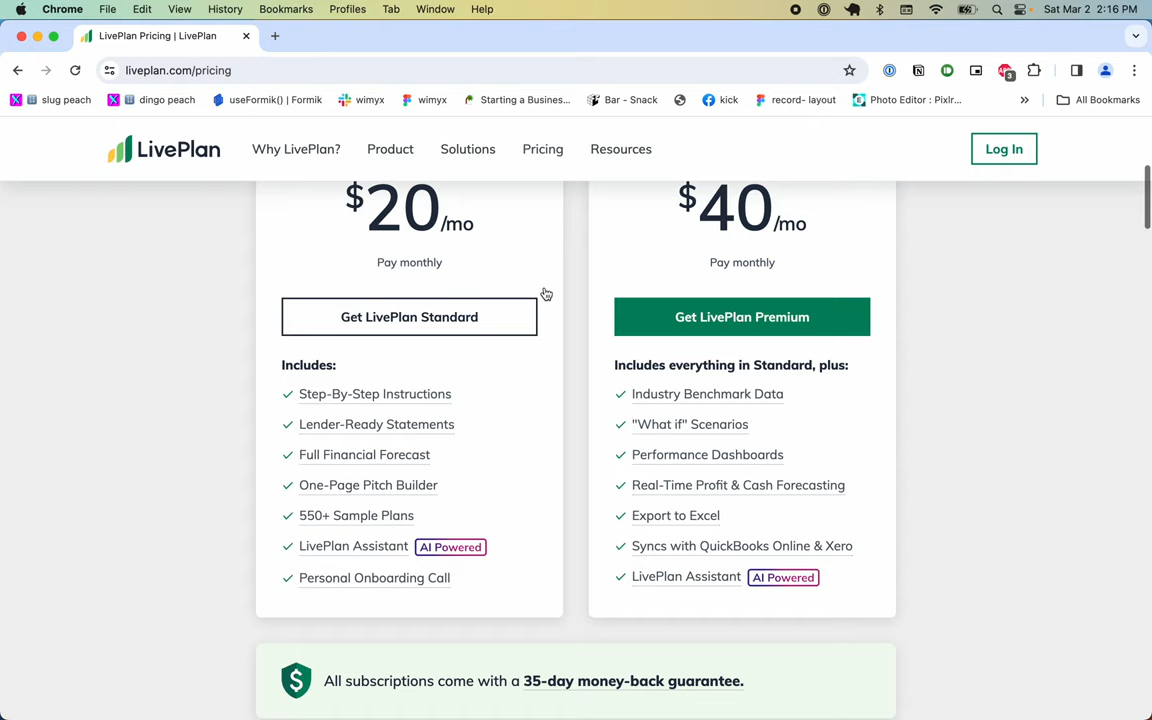 Chrome File Edit View History Bookmarks Profiles Tab Window Help Sat Mar 2 2:16 PM
LivePlan Pricing | LivePlan
liveplan.com/pricing
3
slug peach dingo peach useFormik() | Formik wimyx wimyx Starting a Busines... Bar - Snack kick record- layout Photo Editor : Pixlr... » All Bookmarks
LivePlan Why LivePlan? Product Solutions Pricing Resources Log In
$20/mo
Pay monthly
Get LivePlan Standard
Includes:
Step-By-Step Instructions
Lender-Ready Statements
Full Financial Forecast
One-Page Pitch Builder
550+ Sample Plans
LivePlan Assistant AI Powered
Personal Onboarding Call
$40/mo
Pay monthly
Get LivePlan Premium
Includes everything in Standard, plus:
Industry Benchmark Data
"What if" Scenarios
Performance Dashboards
Real-Time Profit & Cash Forecasting
Export to Excel
Syncs with QuickBooks Online & Xero
LivePlan Assistant AI Powered
All subscriptions come with a 35-day money-back guarantee.